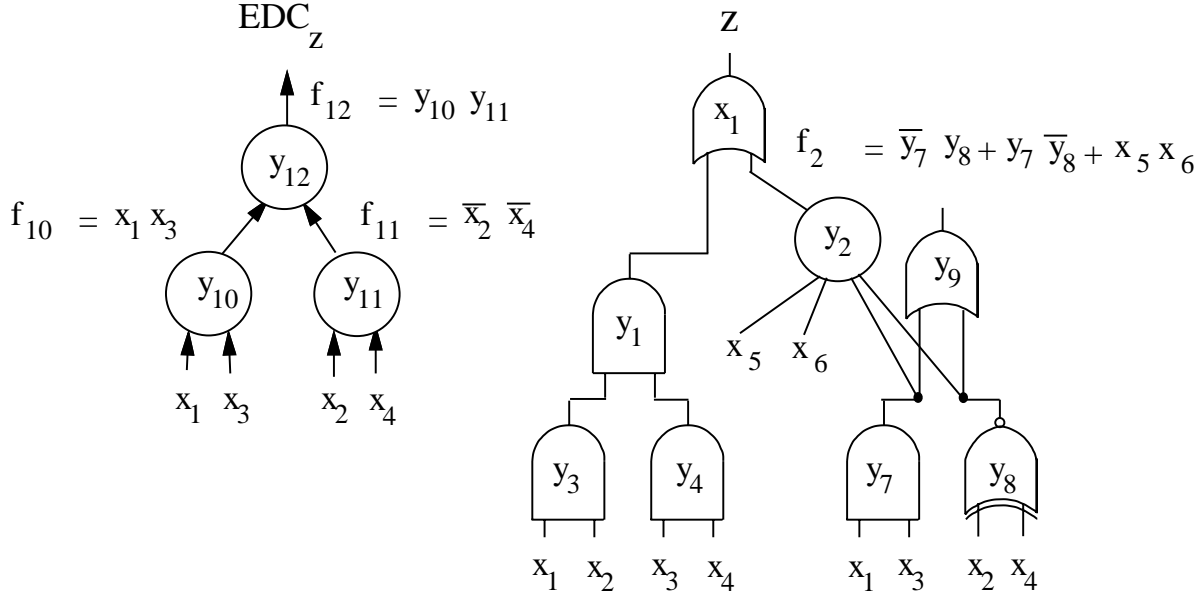 EDC_z
f_12 = y_10 y_11
y_12
f_10 = x_1 x_3
f_11 = x̅_2 x̅_4
y_10
y_11
x_1 x_3
x_2 x_4
z
x_1
f_2 = y̅_7 y_8 + y_7 y̅_8 + x_5 x_6
y_2
y_9
y_1
x_5 x_6
y_3
y_4
y_7
y_8
x_1 x_2 x_3 x_4
x_1 x_3 x_2 x_4